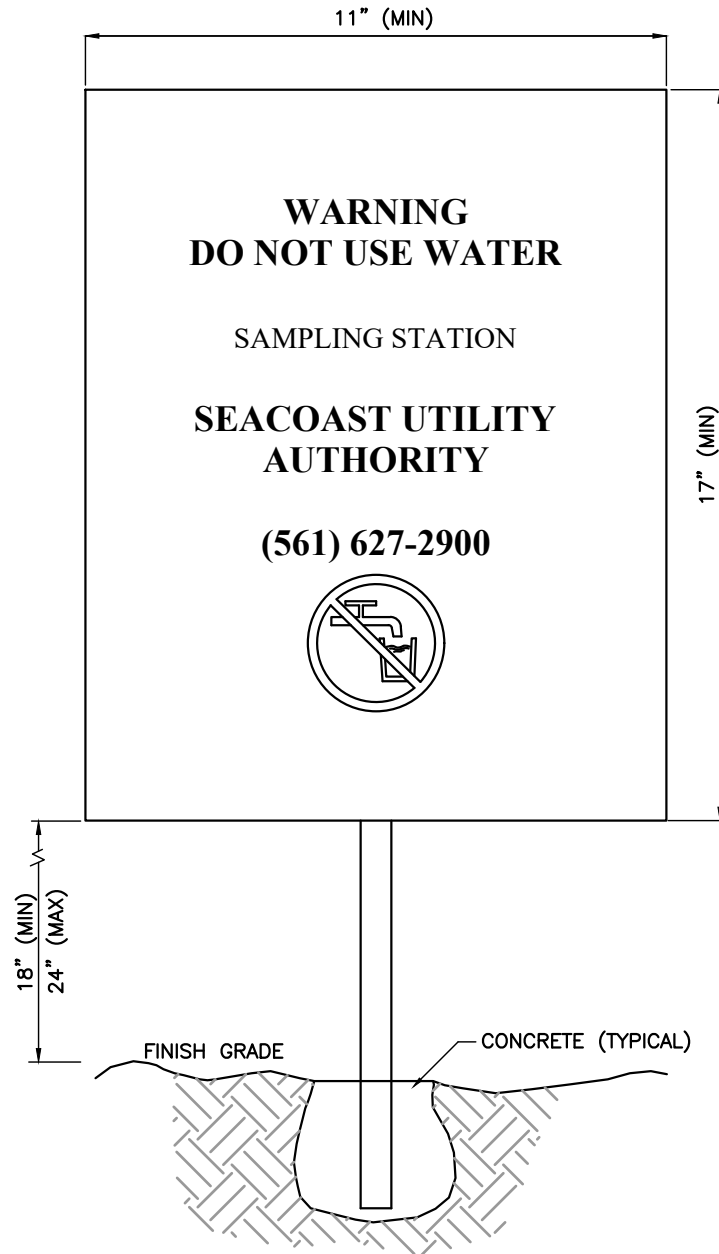 11” (MIN)
WARNING
DO NOT USE WATER
SAMPLING STATION
SEACOAST UTILITY
AUTHORITY
(561) 627-2900
17” (MIN)
18” (MIN)
24” (MAX)
FINISH GRADE
CONCRETE (TYPICAL)